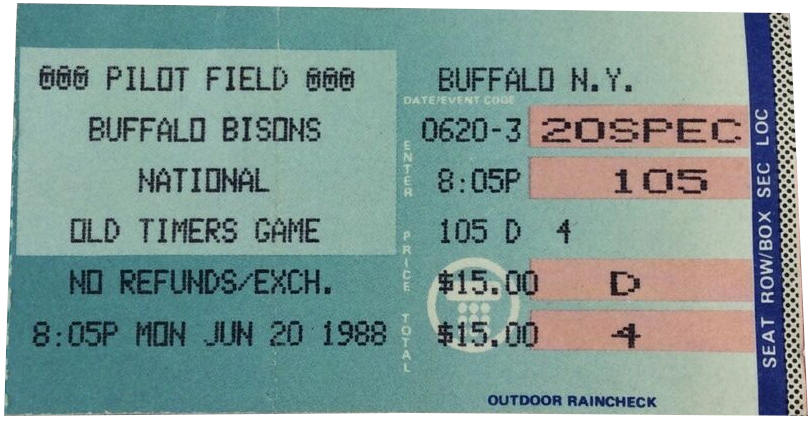 @@@ PILOT FIELD @@@
BUFFALO BISONS
NATIONAL
OLD TIMERS GAME
NO REFUNDS/EXCH.
8:05P MON JUN 20 1988
BUFFALO N.Y.
DATE/EVENT CODE
0620-3 20SPEC
8:05P 105
105 D 4
$15.00 D
$15.00 4
ENTER PRICE TOTAL
OUTDOOR RAINCHECK
SEAT ROW/BOX SEC LOC